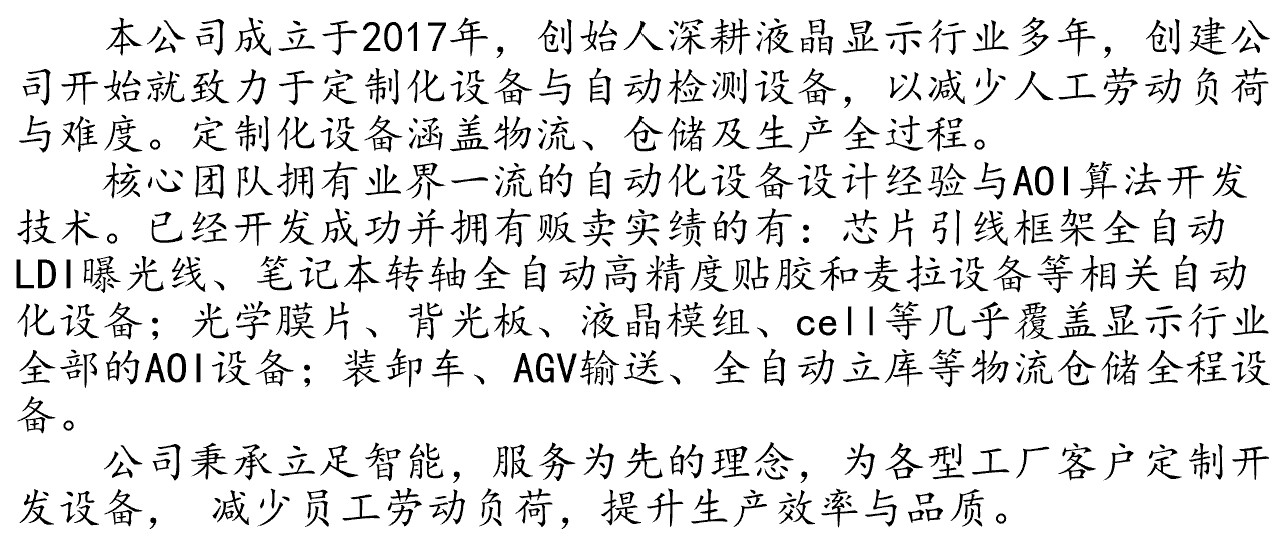 本公司成立于2017年，创始人深耕液晶显示行业多年，创建公
司开始就致力于定制化设备与自动检测设备，以减少人工劳动负荷
与难度。定制化设备涵盖物流、仓储及生产全过程。
核心团队拥有业界一流的自动化设备设计经验与AOI算法开发
技术。已经开发成功并拥有贩卖实绩的有：芯片引线框架全自动
LDI曝光线、笔记本转轴全自动高精度贴胶和麦拉设备等相关自动
化设备；光学膜片、背光板、液晶模组、cell等几乎覆盖显示行业
全部的AOI设备；装卸车、AGV输送、全自动立库等物流仓储全程设
备。
公司秉承立足智能，服务为先的理念，为各型工厂客户定制开
发设备， 减少员工劳动负荷，提升生产效率与品质。